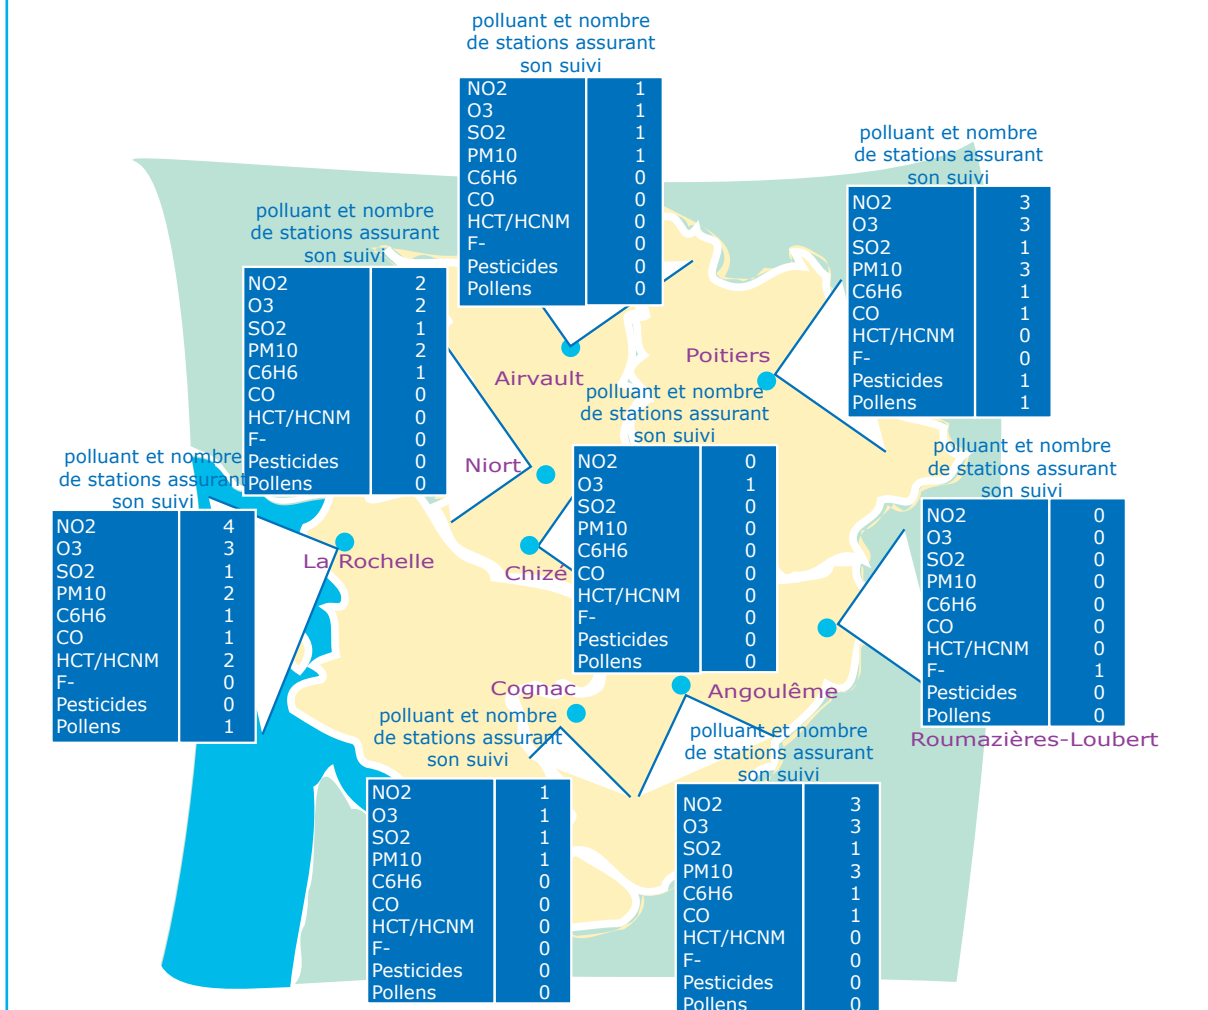 polluant et nombre
de stations assurant
son suivi
NO2 1
O3 1
SO2 1
PM10 1
C6H6 0
CO 0
HCT/HCNM 0
F- 0
Pesticides 0
Pollens 0
Airvault
polluant et nombre
de stations assurant
son suivi
NO2 3
O3 3
SO2 1
PM10 3
C6H6 1
CO 1
HCT/HCNM 0
F- 0
Pesticides 1
Pollens 1
Poitiers
polluant et nombre
de stations assurant
son suivi
NO2 2
O3 2
SO2 1
PM10 2
C6H6 1
CO 0
HCT/HCNM 0
F- 0
Pesticides 0
Pollens 0
Niort
polluant et nombre
de stations assurant
son suivi
NO2 0
O3 1
SO2 0
PM10 0
C6H6 0
CO 0
HCT/HCNM 0
F- 0
Pesticides 0
Pollens 0
Chizé
polluant et nombre
de stations assurant
son suivi
NO2 4
O3 3
SO2 1
PM10 2
C6H6 1
CO 1
HCT/HCNM 2
F- 0
Pesticides 0
Pollens 1
La Rochelle
polluant et nombre
de stations assurant
son suivi
NO2 0
O3 0
SO2 0
PM10 0
C6H6 0
CO 0
HCT/HCNM 0
F- 1
Pesticides 0
Pollens 0
Roumazières-Loubert
Cognac
polluant et nombre
de stations assurant
son suivi
NO2 1
O3 1
SO2 1
PM10 1
C6H6 0
CO 0
HCT/HCNM 0
F- 0
Pesticides 0
Pollens 0
Angoulême
polluant et nombre
de stations assurant
son suivi
NO2 3
O3 3
SO2 1
PM10 3
C6H6 1
CO 1
HCT/HCNM 0
F- 0
Pesticides 0
Pollens 0